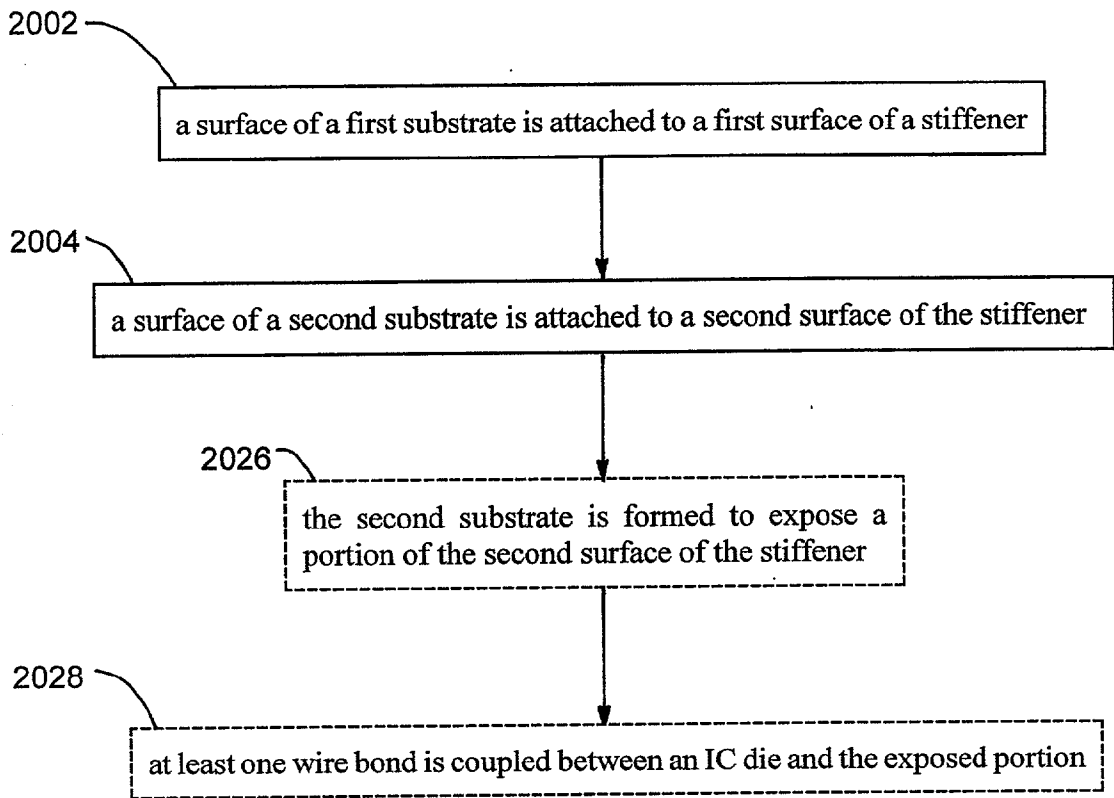 2002
a surface of a first substrate is attached to a first surface of a stiffener
2004
a surface of a second substrate is attached to a second surface of the stiffener
2026
the second substrate is formed to expose a
portion of the second surface of the stiffener
2028
at least one wire bond is coupled between an IC die and the exposed portion